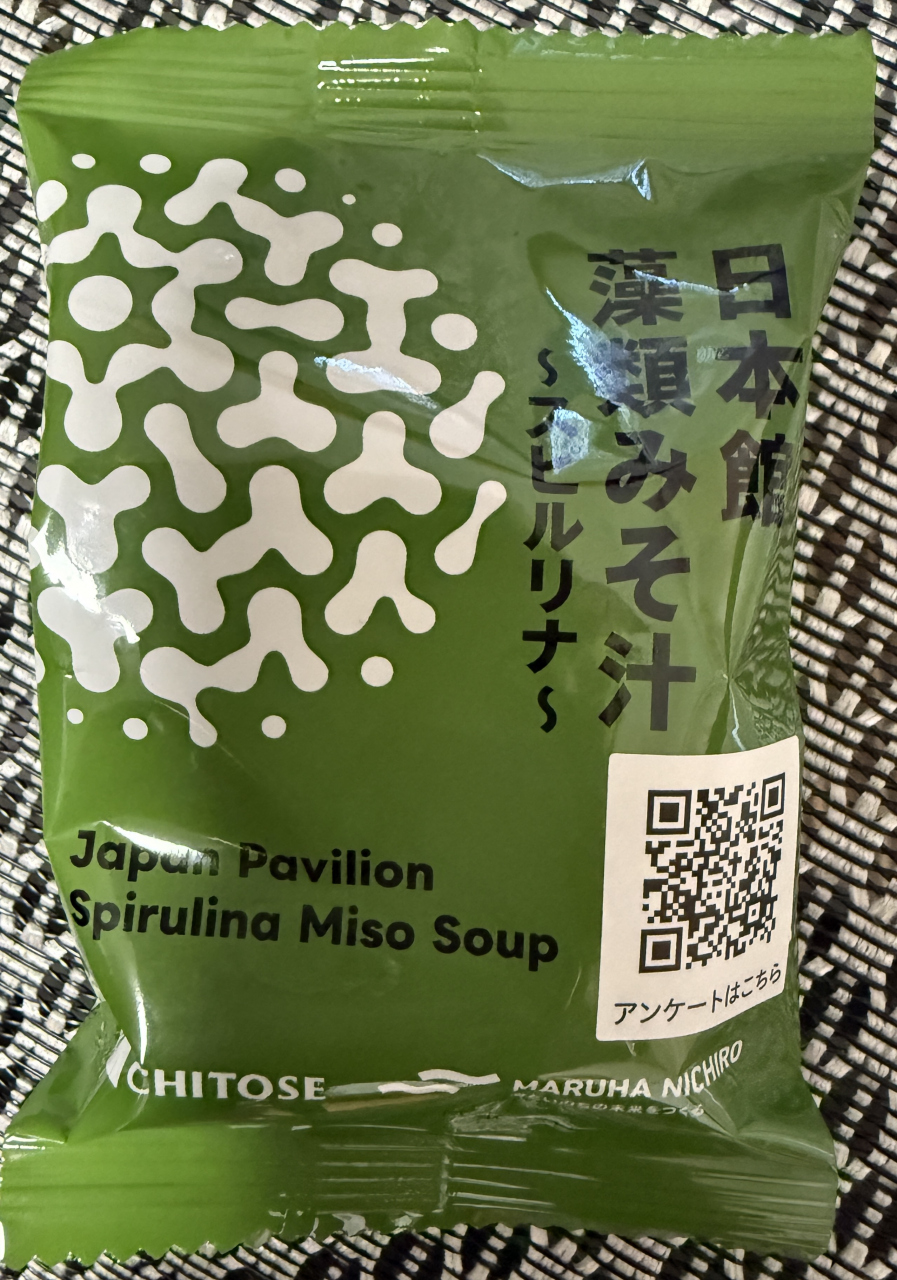 日本館
藻類みそ汁
～スピルリナ～
Japan Pavilion
Spirulina Miso Soup
アンケートはこちら
CHITOSE
MARUHA NICHIRO